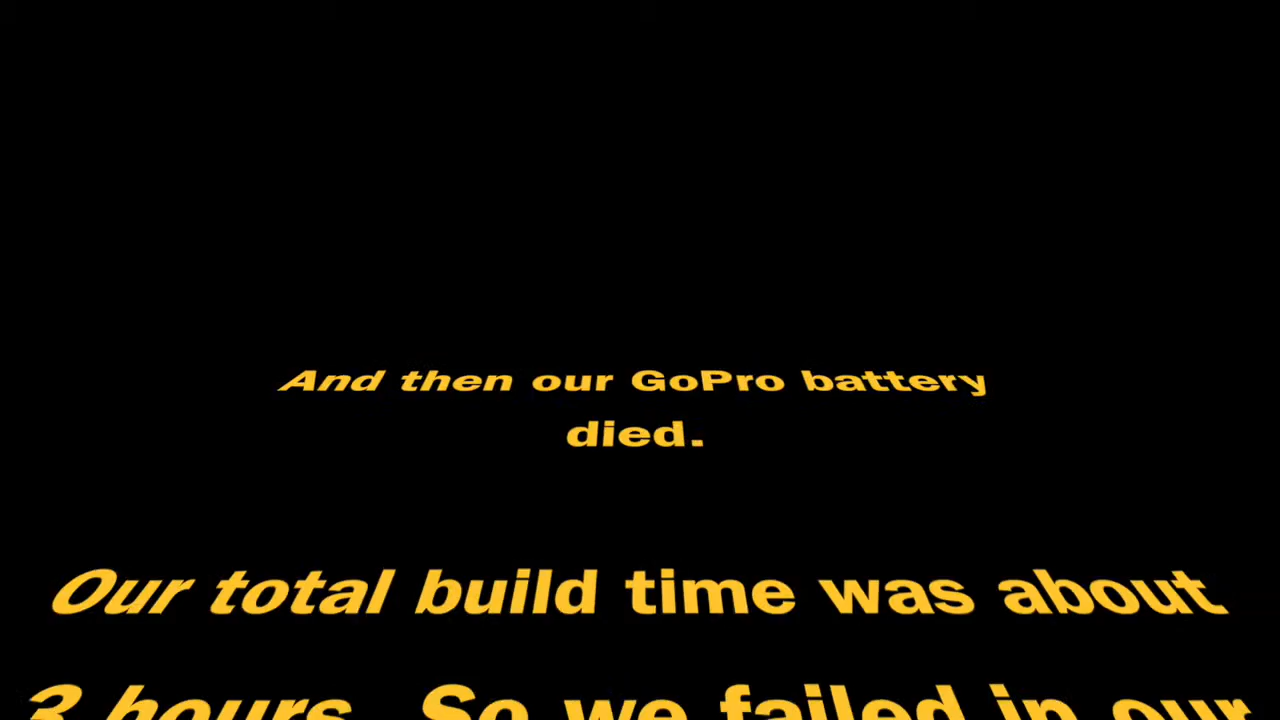 And then our GoPro battery
died.
Our total build time was about
3 hours. So we failed in our